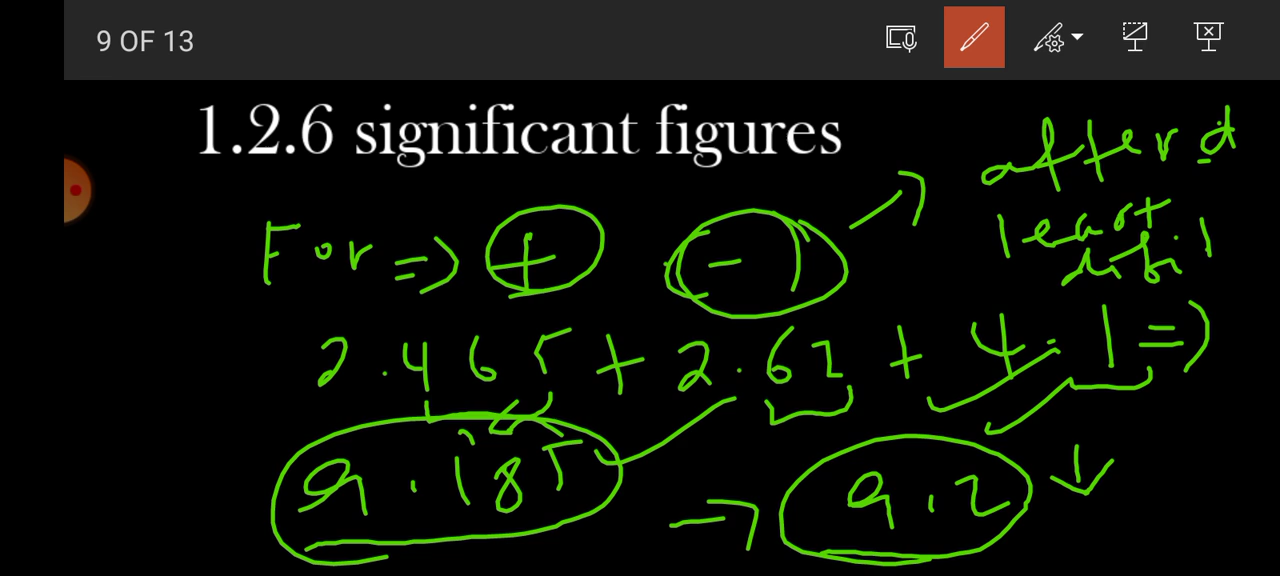 9 OF 13
1.2.6 significant figures
after d
least
For => + (-)
2.465 + 2.62 + 4.1 =>
9.185 → 9.2